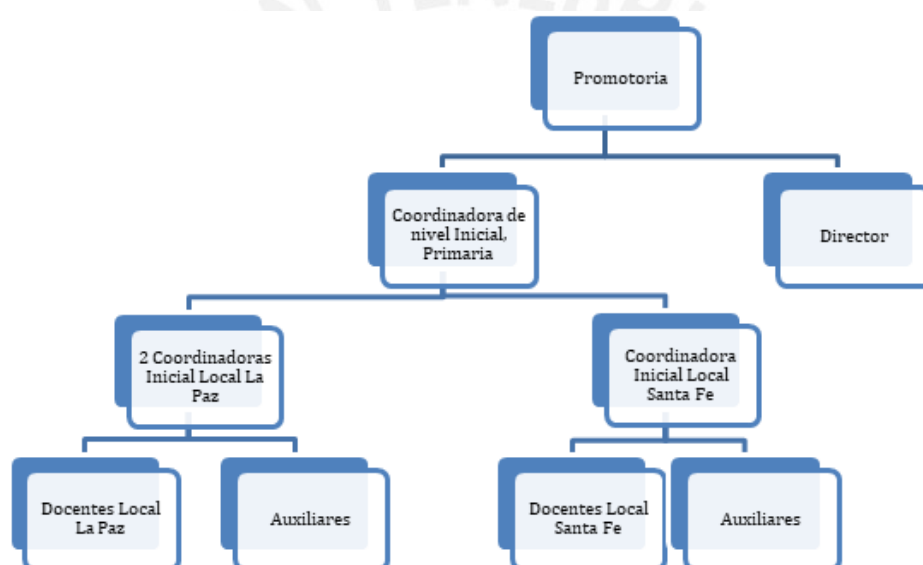 Promotoria
Coordinadora de
nivel Inicial,
Primaria
Director
2 Coordinadoras
Inicial Local La
Paz
Coordinadora
Inicial Local
Santa Fe
Docentes Local
La Paz
Auxiliares
Docentes Local
Santa Fe
Auxiliares